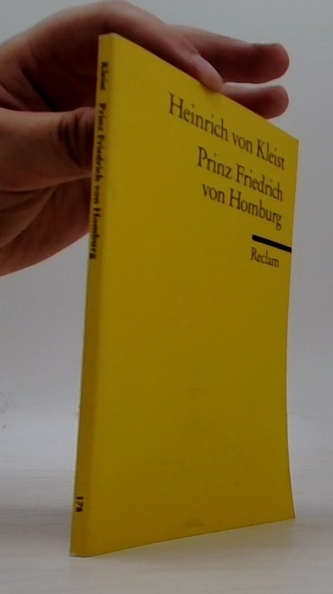 Heinrich von Kleist
Prinz Friedrich
von Homburg
Reclam
Kleist Prinz Friedrich von Homburg
178